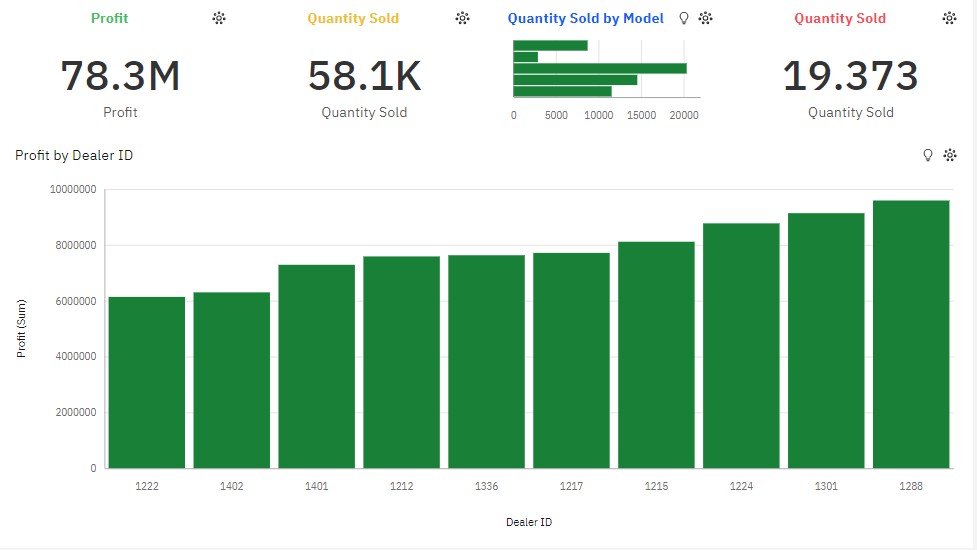 Profit
Quantity Sold
Quantity Sold by Model
Quantity Sold
78.3M
Profit
58.1K
Quantity Sold
0 5000 10000 15000 20000
19.373
Quantity Sold
Profit by Dealer ID
10000000
8000000
6000000
4000000
2000000
0
Profit (Sum)
1222 1402 1401 1212 1336 1217 1215 1224 1301 1288
Dealer ID